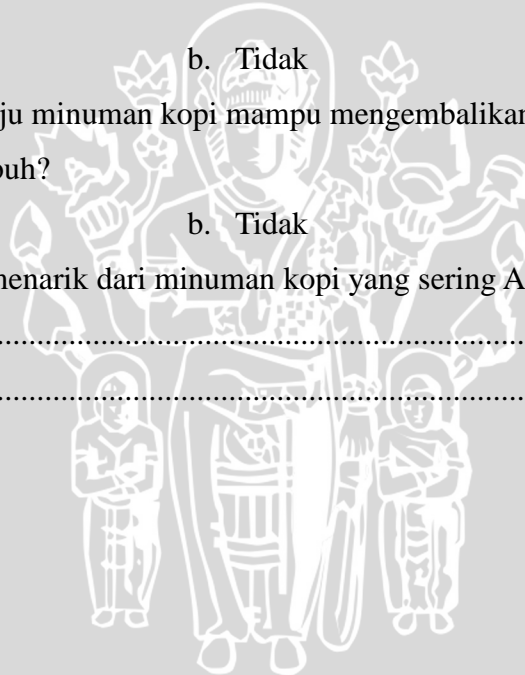 b. Tidak
ju minuman kopi mampu mengembalikan
buh?
b. Tidak
menarik dari minuman kopi yang sering A
................................................................
................................................................